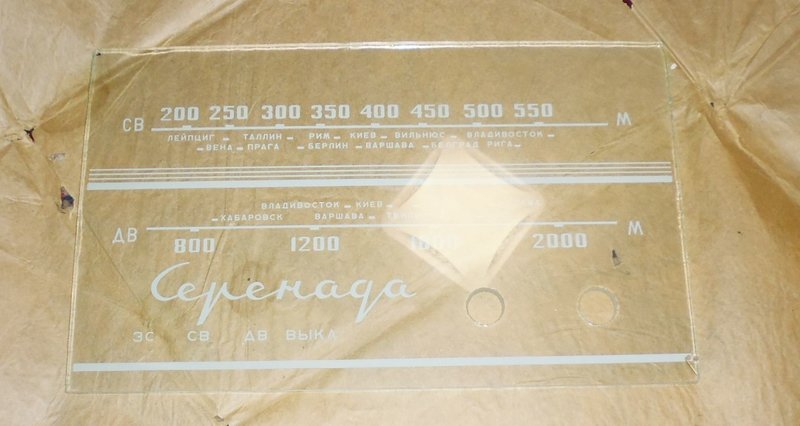 СВ 200 250 300 350 400 450 500 550 М
ЛЕЙПЦИГ ТАЛЛИН РИМ КИЕВ ВИЛЬНЮС ВЛАДИВОСТОК
ВЕНА ПРАГА БЕРЛИН ВАРШАВА БЕЛГРАД РИГА
ВЛАДИВОСТОК КИЕВ
ХАБАРОВСК ВАРШАВА
ДВ 800 1200 1600 2000 М
Серенада
ЗС СВ ДВ ВЫКЛ